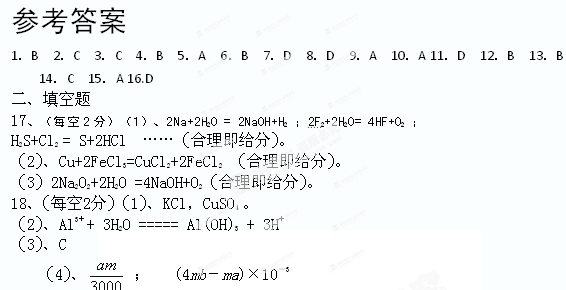 参考答案
1. B 2. C 3. C 4. B 5. A 6. B 7. D 8. D 9. A 10. A 11. D 12. B 13. B
14. C 15. A 16.D
二、填空题
17、（每空2分）（1）、2Na+2H₂O = 2NaOH+H₂ ；2F₂+2H₂O= 4HF+O₂ ；
H₂S+Cl₂ = S+2HCl ……（合理即给分）。
（2）、Cu+2FeCl₃=CuCl₂+2FeCl₂ （合理即给分）。
（3）2Na₂O₂+2H₂O =4NaOH+O₂（合理即给分）。
18、（每空2分）（1）、KCl，CuSO₄。
（2）、Al³⁺+ 3H₂O ===== Al(OH)₃ + 3H⁺
（3）、C
（4）、am/3000 ； (4mb－ma)×10⁻³